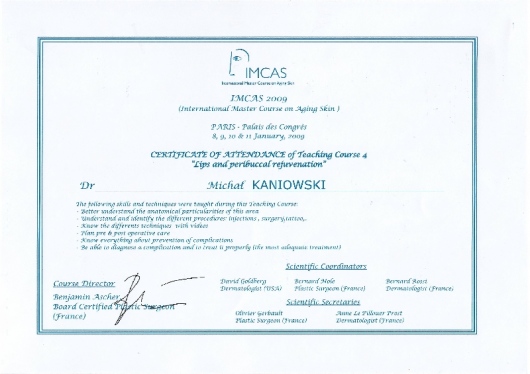 IMCAS
International Master Course on Aging Skin
IMCAS 2009
(International Master Course on Aging Skin )
PARIS - Palais des Congrès
8, 9, 10 & 11 January, 2009
CERTIFICATE OF ATTENDANCE of Teaching Course 4
"Lips and peribuccal rejuvenation"
Dr Michał KANIOWSKI
The following skills and techniques were taught during this Teaching Course:
- Better understand the anatomical particularities of this area
- Understand and identify the different procedures: injections, surgery, tattoo,.
- Know the differents techniques with videos
- Plan pre & post operative care
- Know everything about prevention of complications
- Be able to diagnose a complication and to treat it properly (the most adequate treatment)
Scientific Coordinators
Course Director
Benjamin Ascher
Board Certified Plastic Surgeon
(France)
David Goldberg
Dermatologist (USA)
Bernard Mole
Plastic Surgeon (France)
Bernard Rossi
Dermatologist (France)
Scientific Secretaries
Olivier Gerbault
Plastic Surgeon (France)
Anne Le Pillouer Prost
Dermatologist (France)